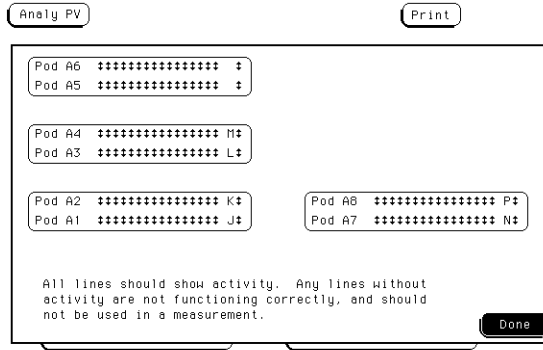 Analy PV Print
Pod A6 ↕↕↕↕↕↕↕↕↕↕↕↕↕↕↕↕ ↕
Pod A5 ↕↕↕↕↕↕↕↕↕↕↕↕↕↕↕↕ ↕
Pod A4 ↕↕↕↕↕↕↕↕↕↕↕↕↕↕↕↕ M↕
Pod A3 ↕↕↕↕↕↕↕↕↕↕↕↕↕↕↕↕ L↕
Pod A2 ↕↕↕↕↕↕↕↕↕↕↕↕↕↕↕↕ K↕
Pod A1 ↕↕↕↕↕↕↕↕↕↕↕↕↕↕↕↕ J↕
Pod A8 ↕↕↕↕↕↕↕↕↕↕↕↕↕↕↕↕ P↕
Pod A7 ↕↕↕↕↕↕↕↕↕↕↕↕↕↕↕↕ N↕
All lines should show activity. Any lines without
activity are not functioning correctly, and should
not be used in a measurement.
Done